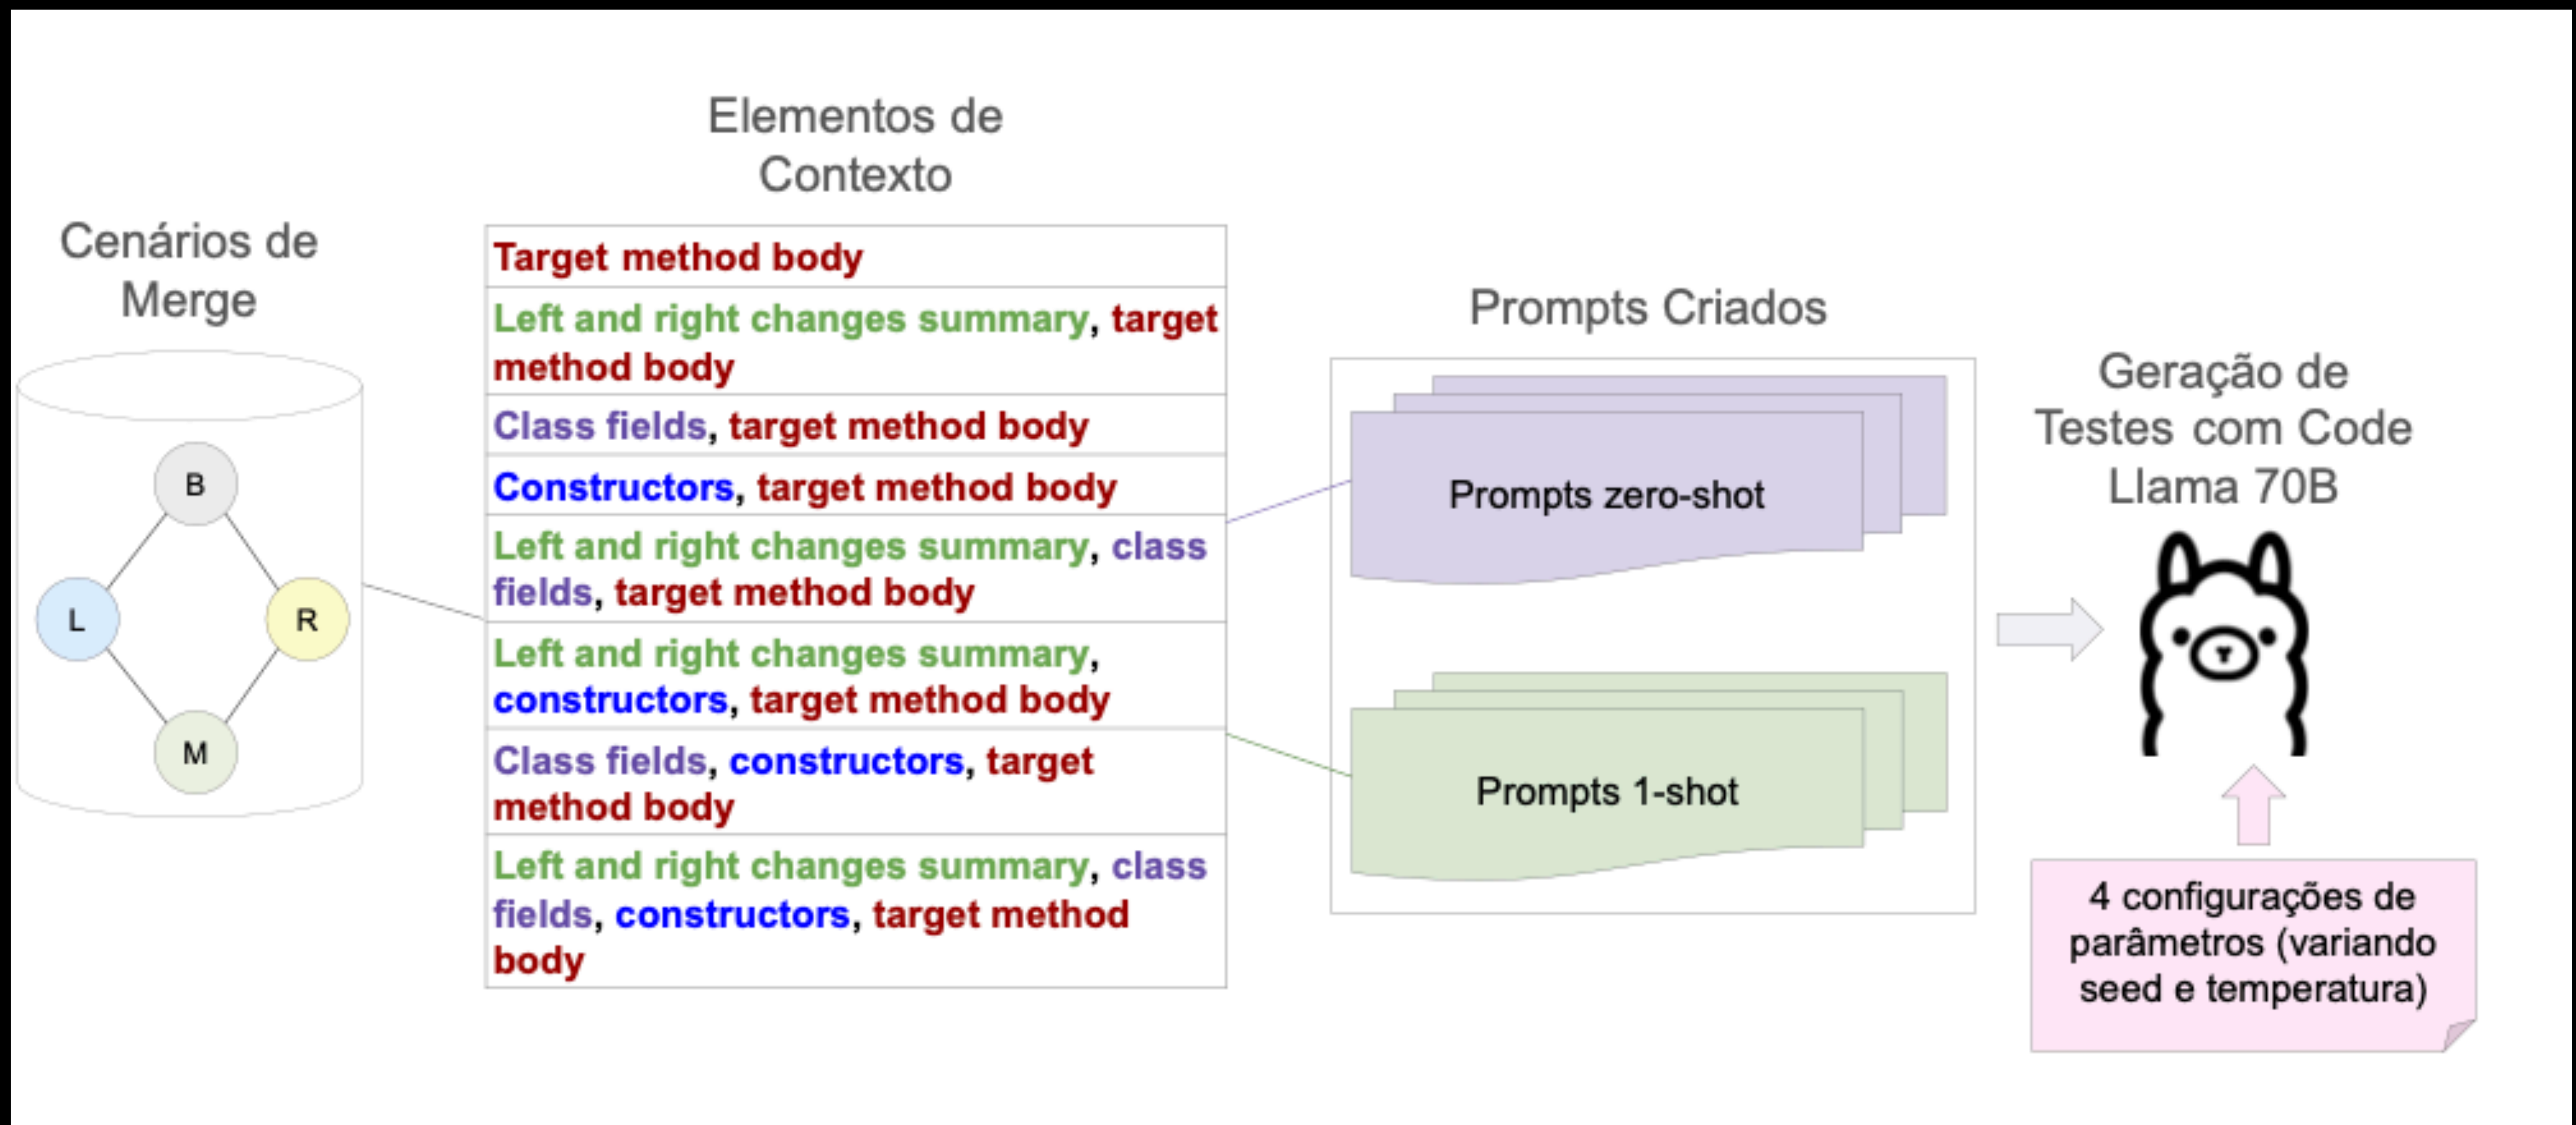 Cenários de
Merge
B
L
R
M
Elementos de
Contexto
Target method body
Left and right changes summary, target
method body
Class fields, target method body
Constructors, target method body
Left and right changes summary, class
fields, target method body
Left and right changes summary,
constructors, target method body
Class fields, constructors, target
method body
Left and right changes summary, class
fields, constructors, target method
body
Prompts Criados
Prompts zero-shot
Prompts 1-shot
Geração de
Testes com Code
Llama 70B
4 configurações de
parâmetros (variando
seed e temperatura)